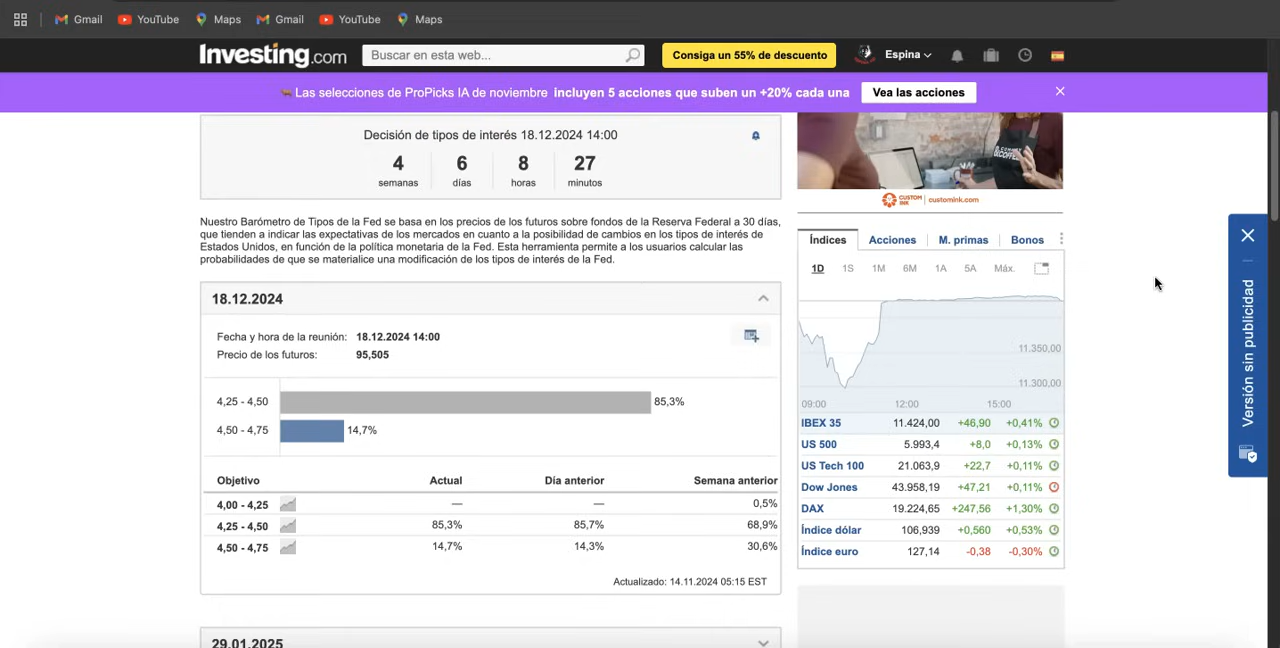 Gmail YouTube Maps Gmail YouTube Maps
Investing.com Buscar en esta web... Consiga un 55% de descuento Espina
Las selecciones de ProPicks IA de noviembre incluyen 5 acciones que suben un +20% cada una Vea las acciones
Decisión de tipos de interés 18.12.2024 14:00
4 6 8 27
semanas días horas minutos
Nuestro Barómetro de Tipos de la Fed se basa en los precios de los futuros sobre fondos de la Reserva Federal a 30 días,
que tienden a indicar las expectativas de los mercados en cuanto a la posibilidad de cambios en los tipos de interés de
Estados Unidos, en función de la política monetaria de la Fed. Esta herramienta permite a los usuarios calcular las
probabilidades de que se materialice una modificación de los tipos de interés de la Fed.
18.12.2024
Fecha y hora de la reunión: 18.12.2024 14:00
Precio de los futuros: 95,505
4,25 - 4,50 85,3%
4,50 - 4,75 14,7%
Objetivo Actual Día anterior Semana anterior
4,00 - 4,25 — — 0,5%
4,25 - 4,50 85,3% 85,7% 68,9%
4,50 - 4,75 14,7% 14,3% 30,6%
Actualizado: 14.11.2024 05:15 EST
29.01.2025
CUSTOM INK | customink.com
Índices Acciones M. primas Bonos
1D 1S 1M 6M 1A 5A Máx.
11.350,00
11.300,00
09:00 12:00 15:00
IBEX 35 11.424,00 +46,90 +0,41%
US 500 5.993,4 +8,0 +0,13%
US Tech 100 21.063,9 +22,7 +0,11%
Dow Jones 43.958,19 +47,21 +0,11%
DAX 19.224,65 +247,56 +1,30%
Índice dólar 106,939 +0,560 +0,53%
Índice euro 127,14 -0,38 -0,30%
Versión sin publicidad